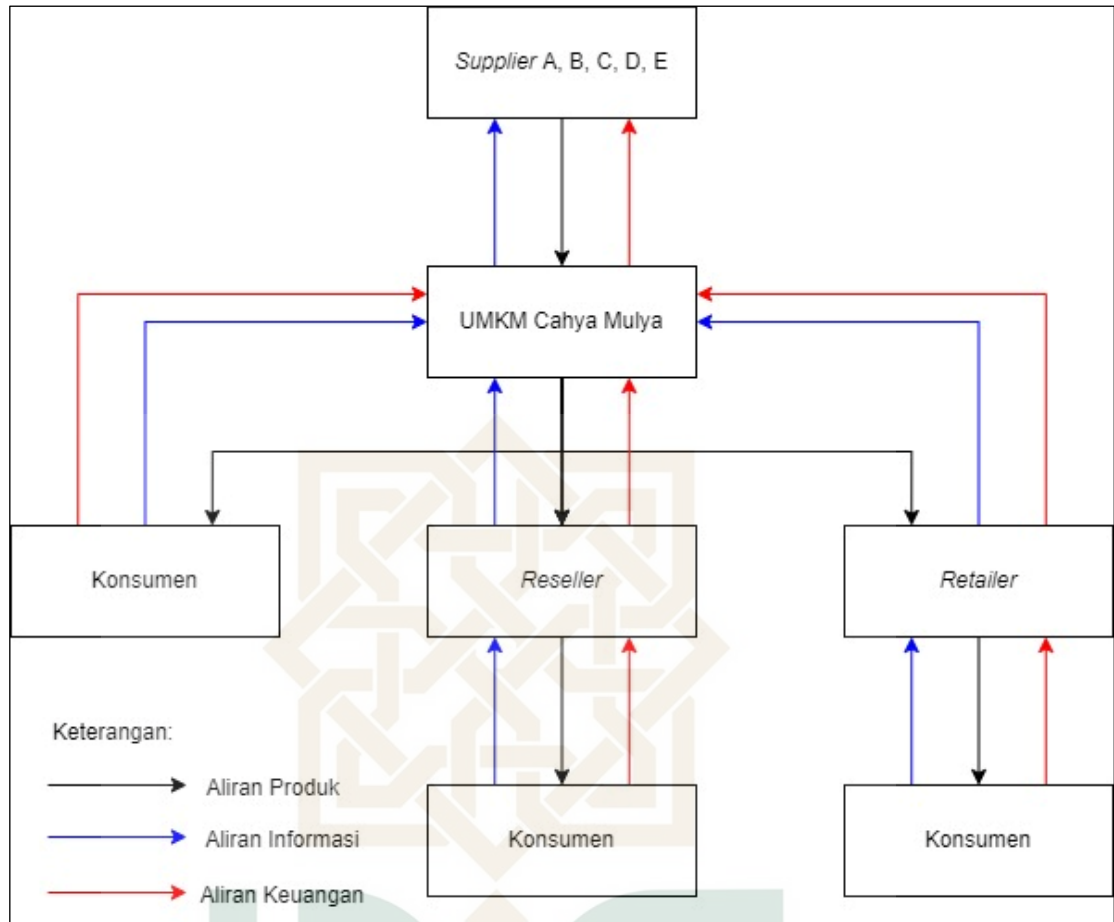 Supplier A, B, C, D, E
UMKM Cahya Mulya
Konsumen
Reseller
Retailer
Keterangan:
Aliran Produk
Aliran Informasi
Aliran Keuangan
Konsumen
Konsumen